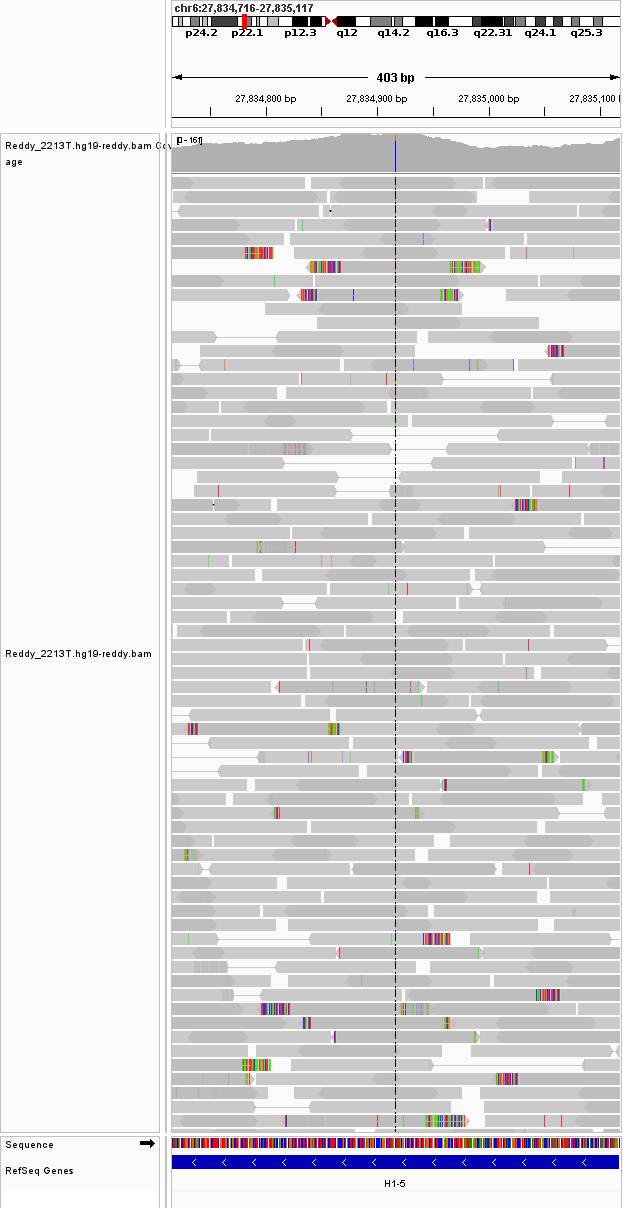 chr6:27,834,716-27,835,117
p24.2 p22.1 p12.3 q12 q14.2 q16.3 q22.31 q24.1 q25.3
403 bp
27,834,800 bp 27,834,900 bp 27,835,000 bp 27,835,100
Reddy_2213T.hg19-reddy.bam Cov
age
[0 - 161]
Reddy_2213T.hg19-reddy.bam
Sequence
RefSeq Genes
H1-5